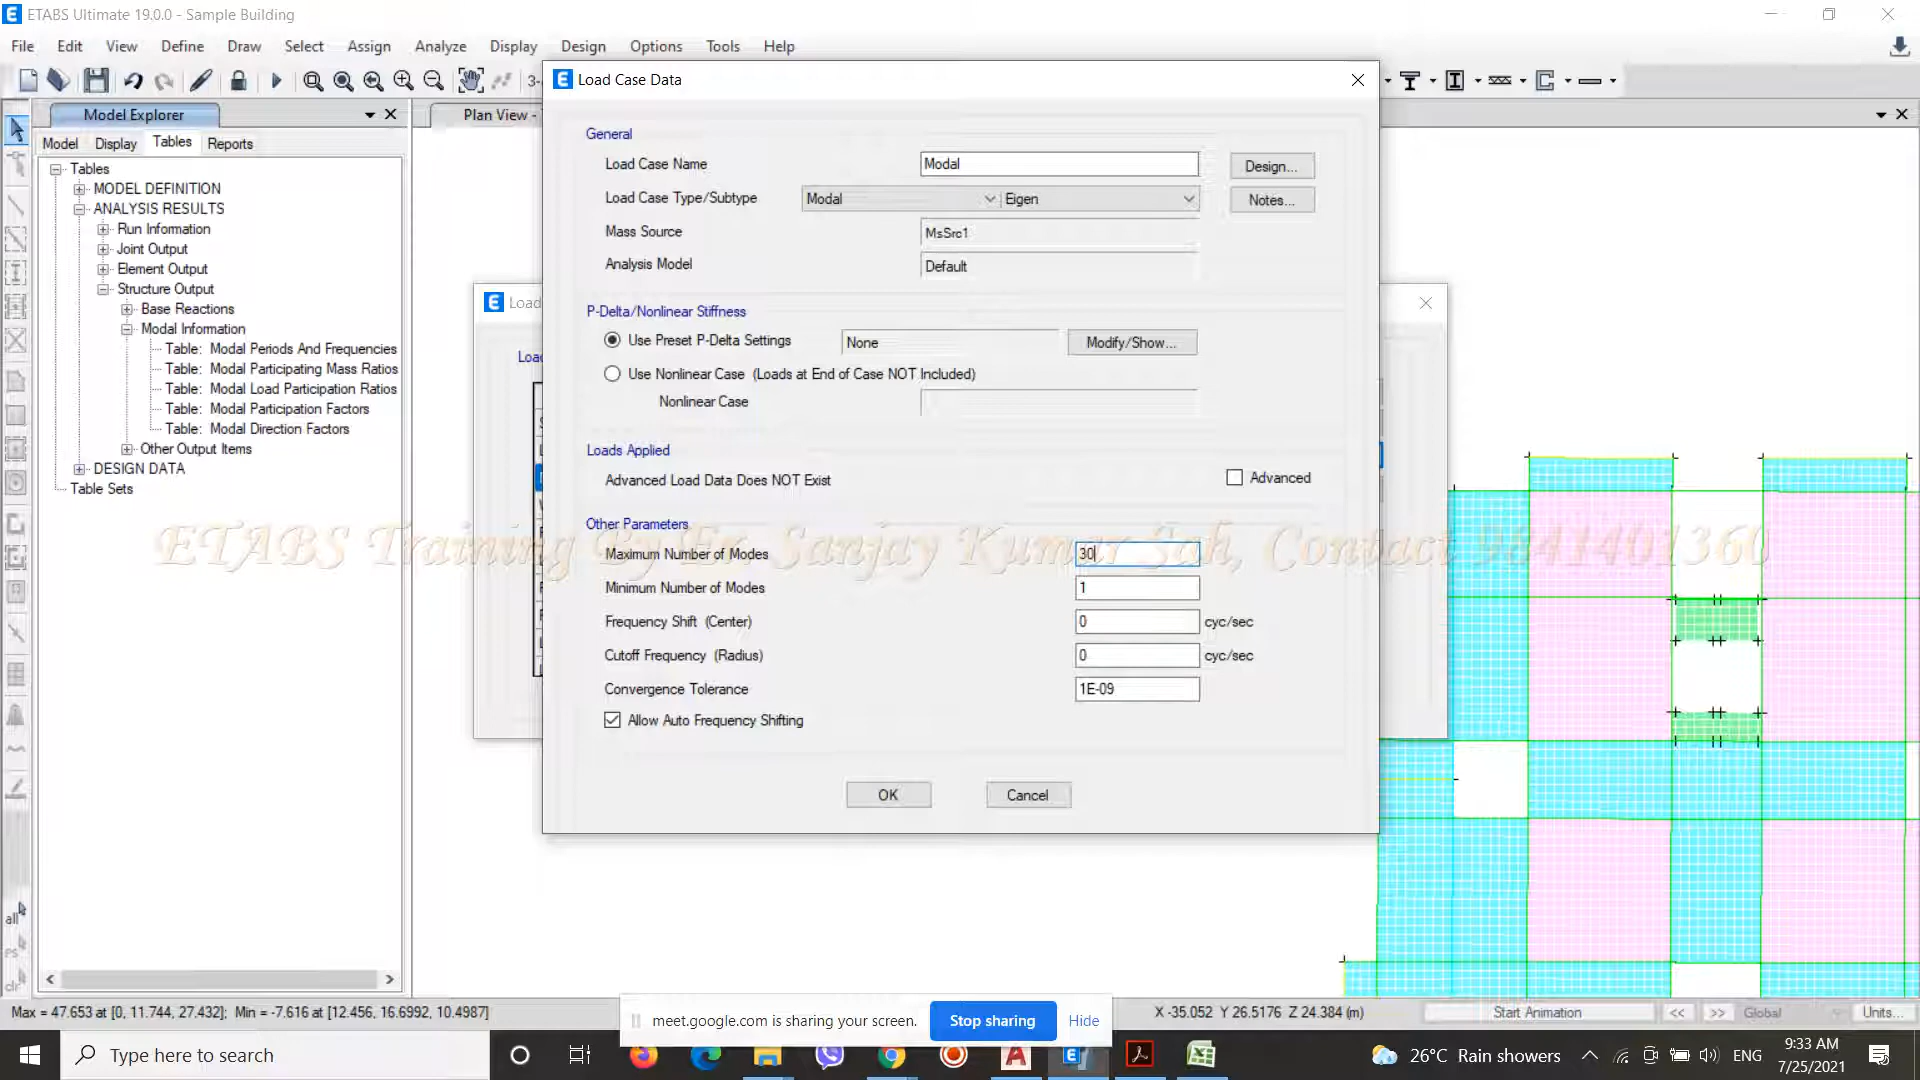 ETABS Ultimate 19.0.0 - Sample Building
File Edit View Define Draw Select Assign Analyze Display Design Options Tools Help
Load Case Data
Model Explorer
Plan View -
Model Display Tables Reports
Tables
MODEL DEFINITION
ANALYSIS RESULTS
Run Information
Joint Output
Element Output
Structure Output
Base Reactions
Modal Information
Table: Modal Periods And Frequencies
Table: Modal Participating Mass Ratios
Table: Modal Load Participation Ratios
Table: Modal Participation Factors
Table: Modal Direction Factors
Other Output Items
DESIGN DATA
Table Sets
General
Load Case Name Modal Design...
Load Case Type/Subtype Modal Eigen Notes...
Mass Source MsSrc1
Analysis Model Default
P-Delta/Nonlinear Stiffness
Use Preset P-Delta Settings None Modify/Show...
Use Nonlinear Case (Loads at End of Case NOT Included)
Nonlinear Case
Loads Applied
Advanced Load Data Does NOT Exist Advanced
Other Parameters
ETABS Training By Er. Sanjay Kumar Sah, Contact 9841401360
Maximum Number of Modes 30
Minimum Number of Modes 1
Frequency Shift (Center) 0 cyc/sec
Cutoff Frequency (Radius) 0 cyc/sec
Convergence Tolerance 1E-09
Allow Auto Frequency Shifting
OK Cancel
Max = 47.653 at [0, 11.744, 27.432]; Min = -7.616 at [12.456, 16.6992, 10.4987]
meet.google.com is sharing your screen. Stop sharing Hide
X -35.052 Y 26.5176 Z 24.384 (m) Start Animation << >> Global Units...
Type here to search
26°C Rain showers ENG 9:33 AM
7/25/2021